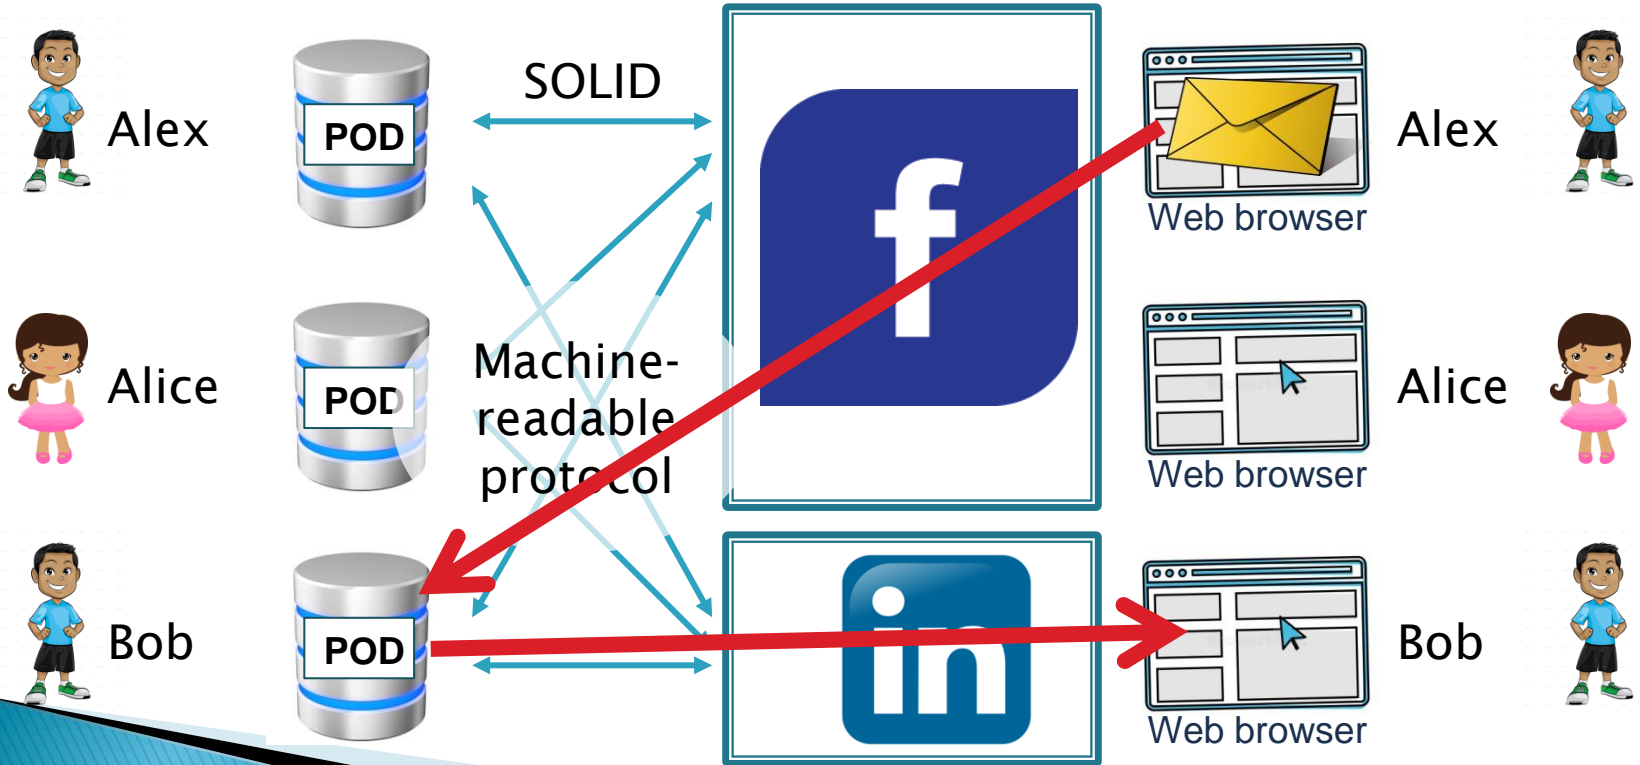 SOLID
Alex
POD
f
Web browser
Alex
Alice
POD
Machine-
readable
protocol
Web browser
Alice
Bob
POD
in
Web browser
Bob